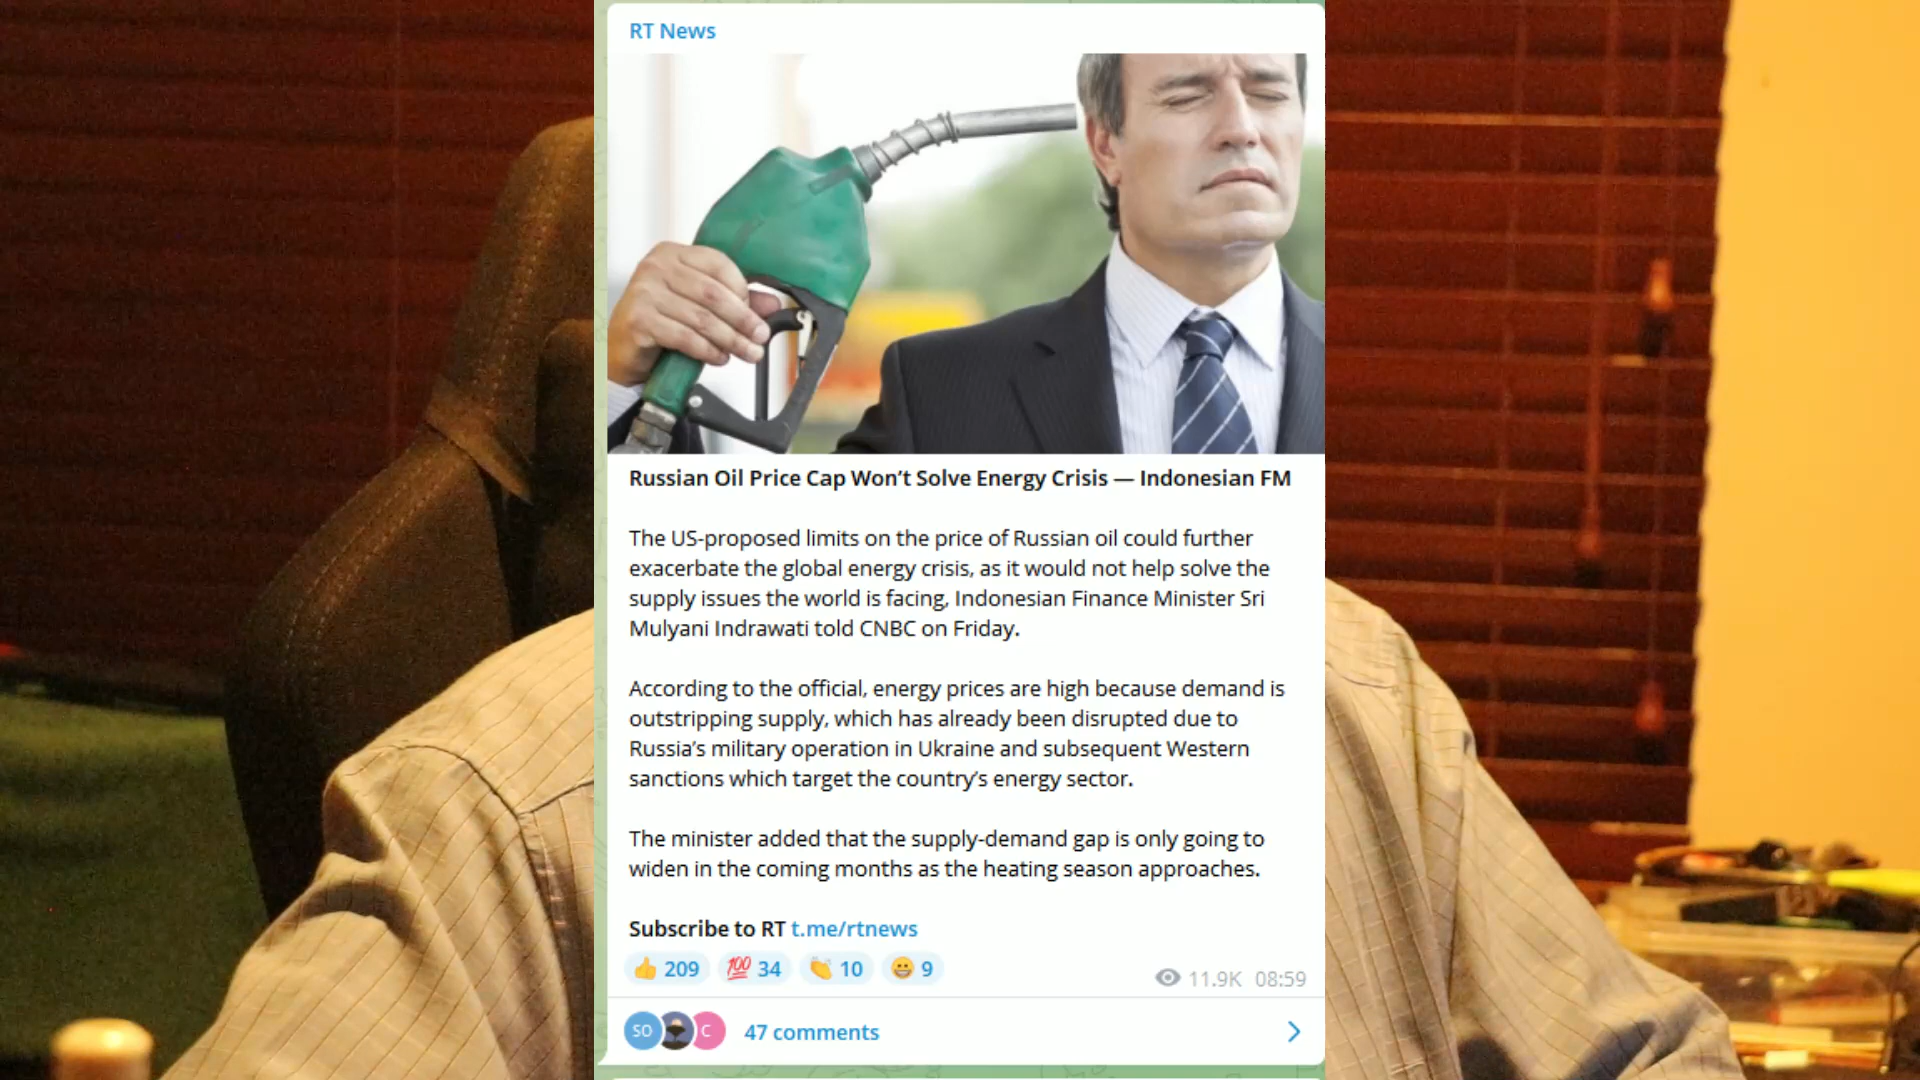 RT News
Russian Oil Price Cap Won’t Solve Energy Crisis — Indonesian FM
The US-proposed limits on the price of Russian oil could further
exacerbate the global energy crisis, as it would not help solve the
supply issues the world is facing, Indonesian Finance Minister Sri
Mulyani Indrawati told CNBC on Friday.
According to the official, energy prices are high because demand is
outstripping supply, which has already been disrupted due to
Russia’s military operation in Ukraine and subsequent Western
sanctions which target the country’s energy sector.
The minister added that the supply-demand gap is only going to
widen in the coming months as the heating season approaches.
Subscribe to RT t.me/rtnews
👍 209 💯 34 👏 10 😀 9
11.9K 08:59
SO C 47 comments